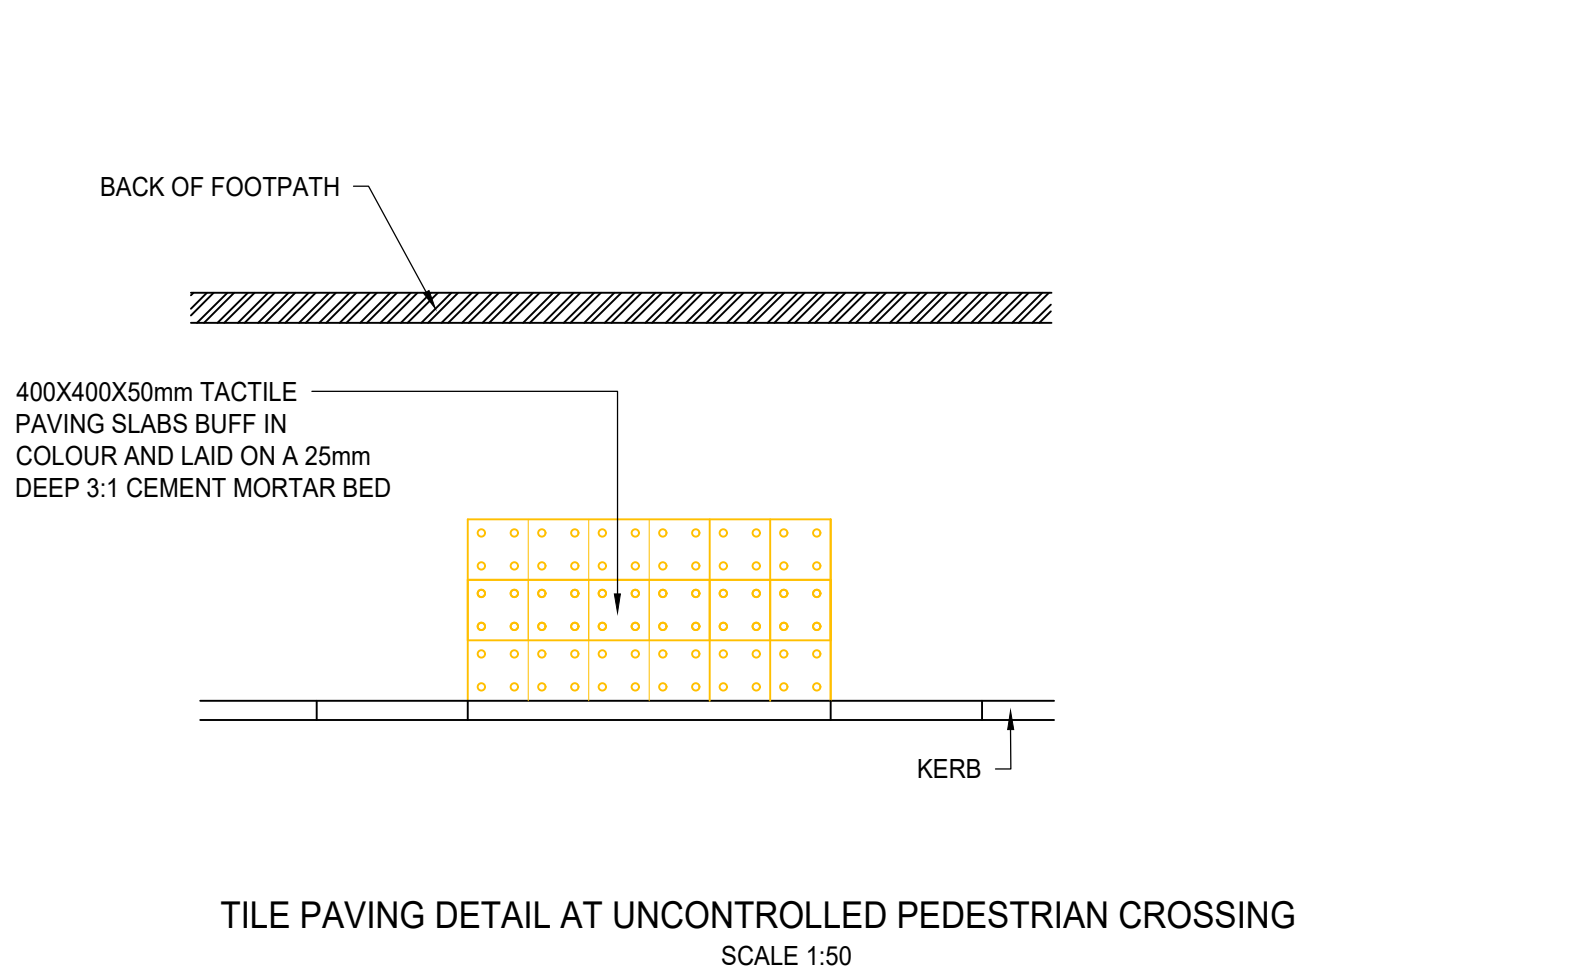 BACK OF FOOTPATH
400X400X50mm TACTILE
PAVING SLABS BUFF IN
COLOUR AND LAID ON A 25mm
DEEP 3:1 CEMENT MORTAR BED
KERB
TILE PAVING DETAIL AT UNCONTROLLED PEDESTRIAN CROSSING
SCALE 1:50